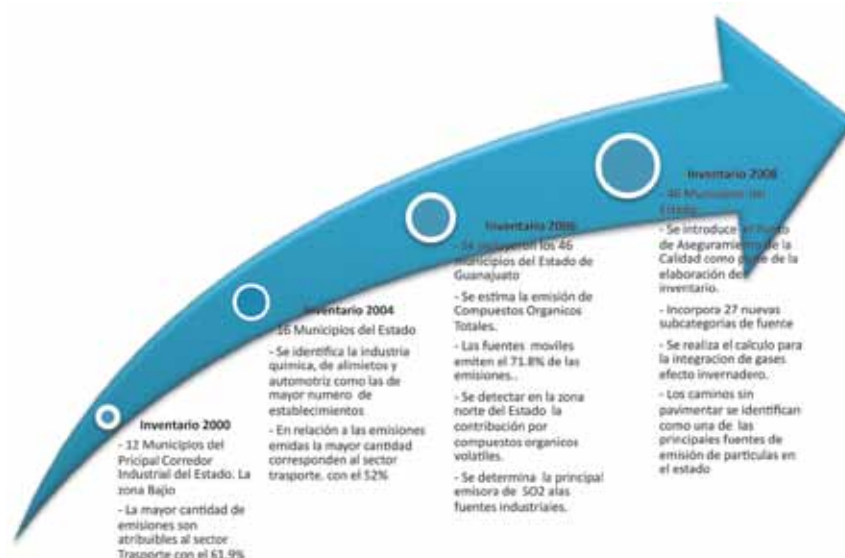 Inventario 2000
- 12 Municipios del
Pricipal Corredor
Industrial del Estado. La
zona Bajio
- La mayor cantidad de
emisiones son
atribuibles al sector
Trasporte con el 61.9%
Inventario 2004
16 Municipios del Estado
- Se identifica la industria
quimica, de alimietos y
automotriz como las de
mayor numero de
establecimientos
- En relación a las emisiones
emidas la mayor cantidad
corresponden al sector
trasporte. con el 52%
Inventario 2006
- Se incluyeron los 46
municipios del Estado de
Guanajuato
- Se estima la emisión de
Compuestos Organicos
Totales.
- Las fuentes moviles
emiten el 71.8% de las
emisiones..
- Se detectar en la zona
norte del Estado la
contribución por
compuestos organicos
volatiles.
- Se determina la principal
emisora de SO2 alas
fuentes industriales.
Inventario 2008
- 46 Municipios del
Estado
- Se introduce el
de Aseguramiento de la
Calidad como parte de la
elaboración del
inventario.
- Incorpora 27 nuevas
subcategorias de fuente
- Se realiza el calculo para
la integracion de gases
efecto invernadero.
- Los caminos sin
pavimentar se identifican
como una de las
principales fuentes de
emisión de particulas en
el estado